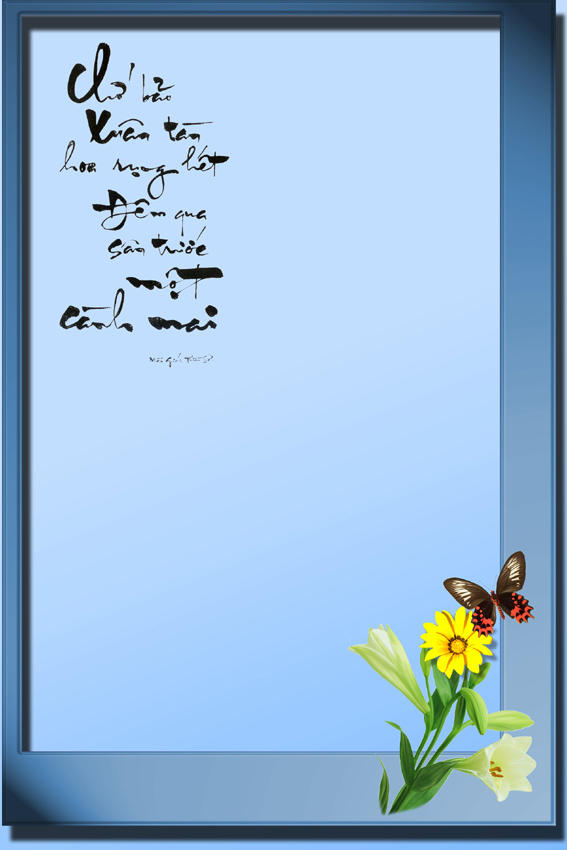 Chớ bảo
Xuân tàn
hoa rụng hết
Đêm qua
sân trước
một
cành mai